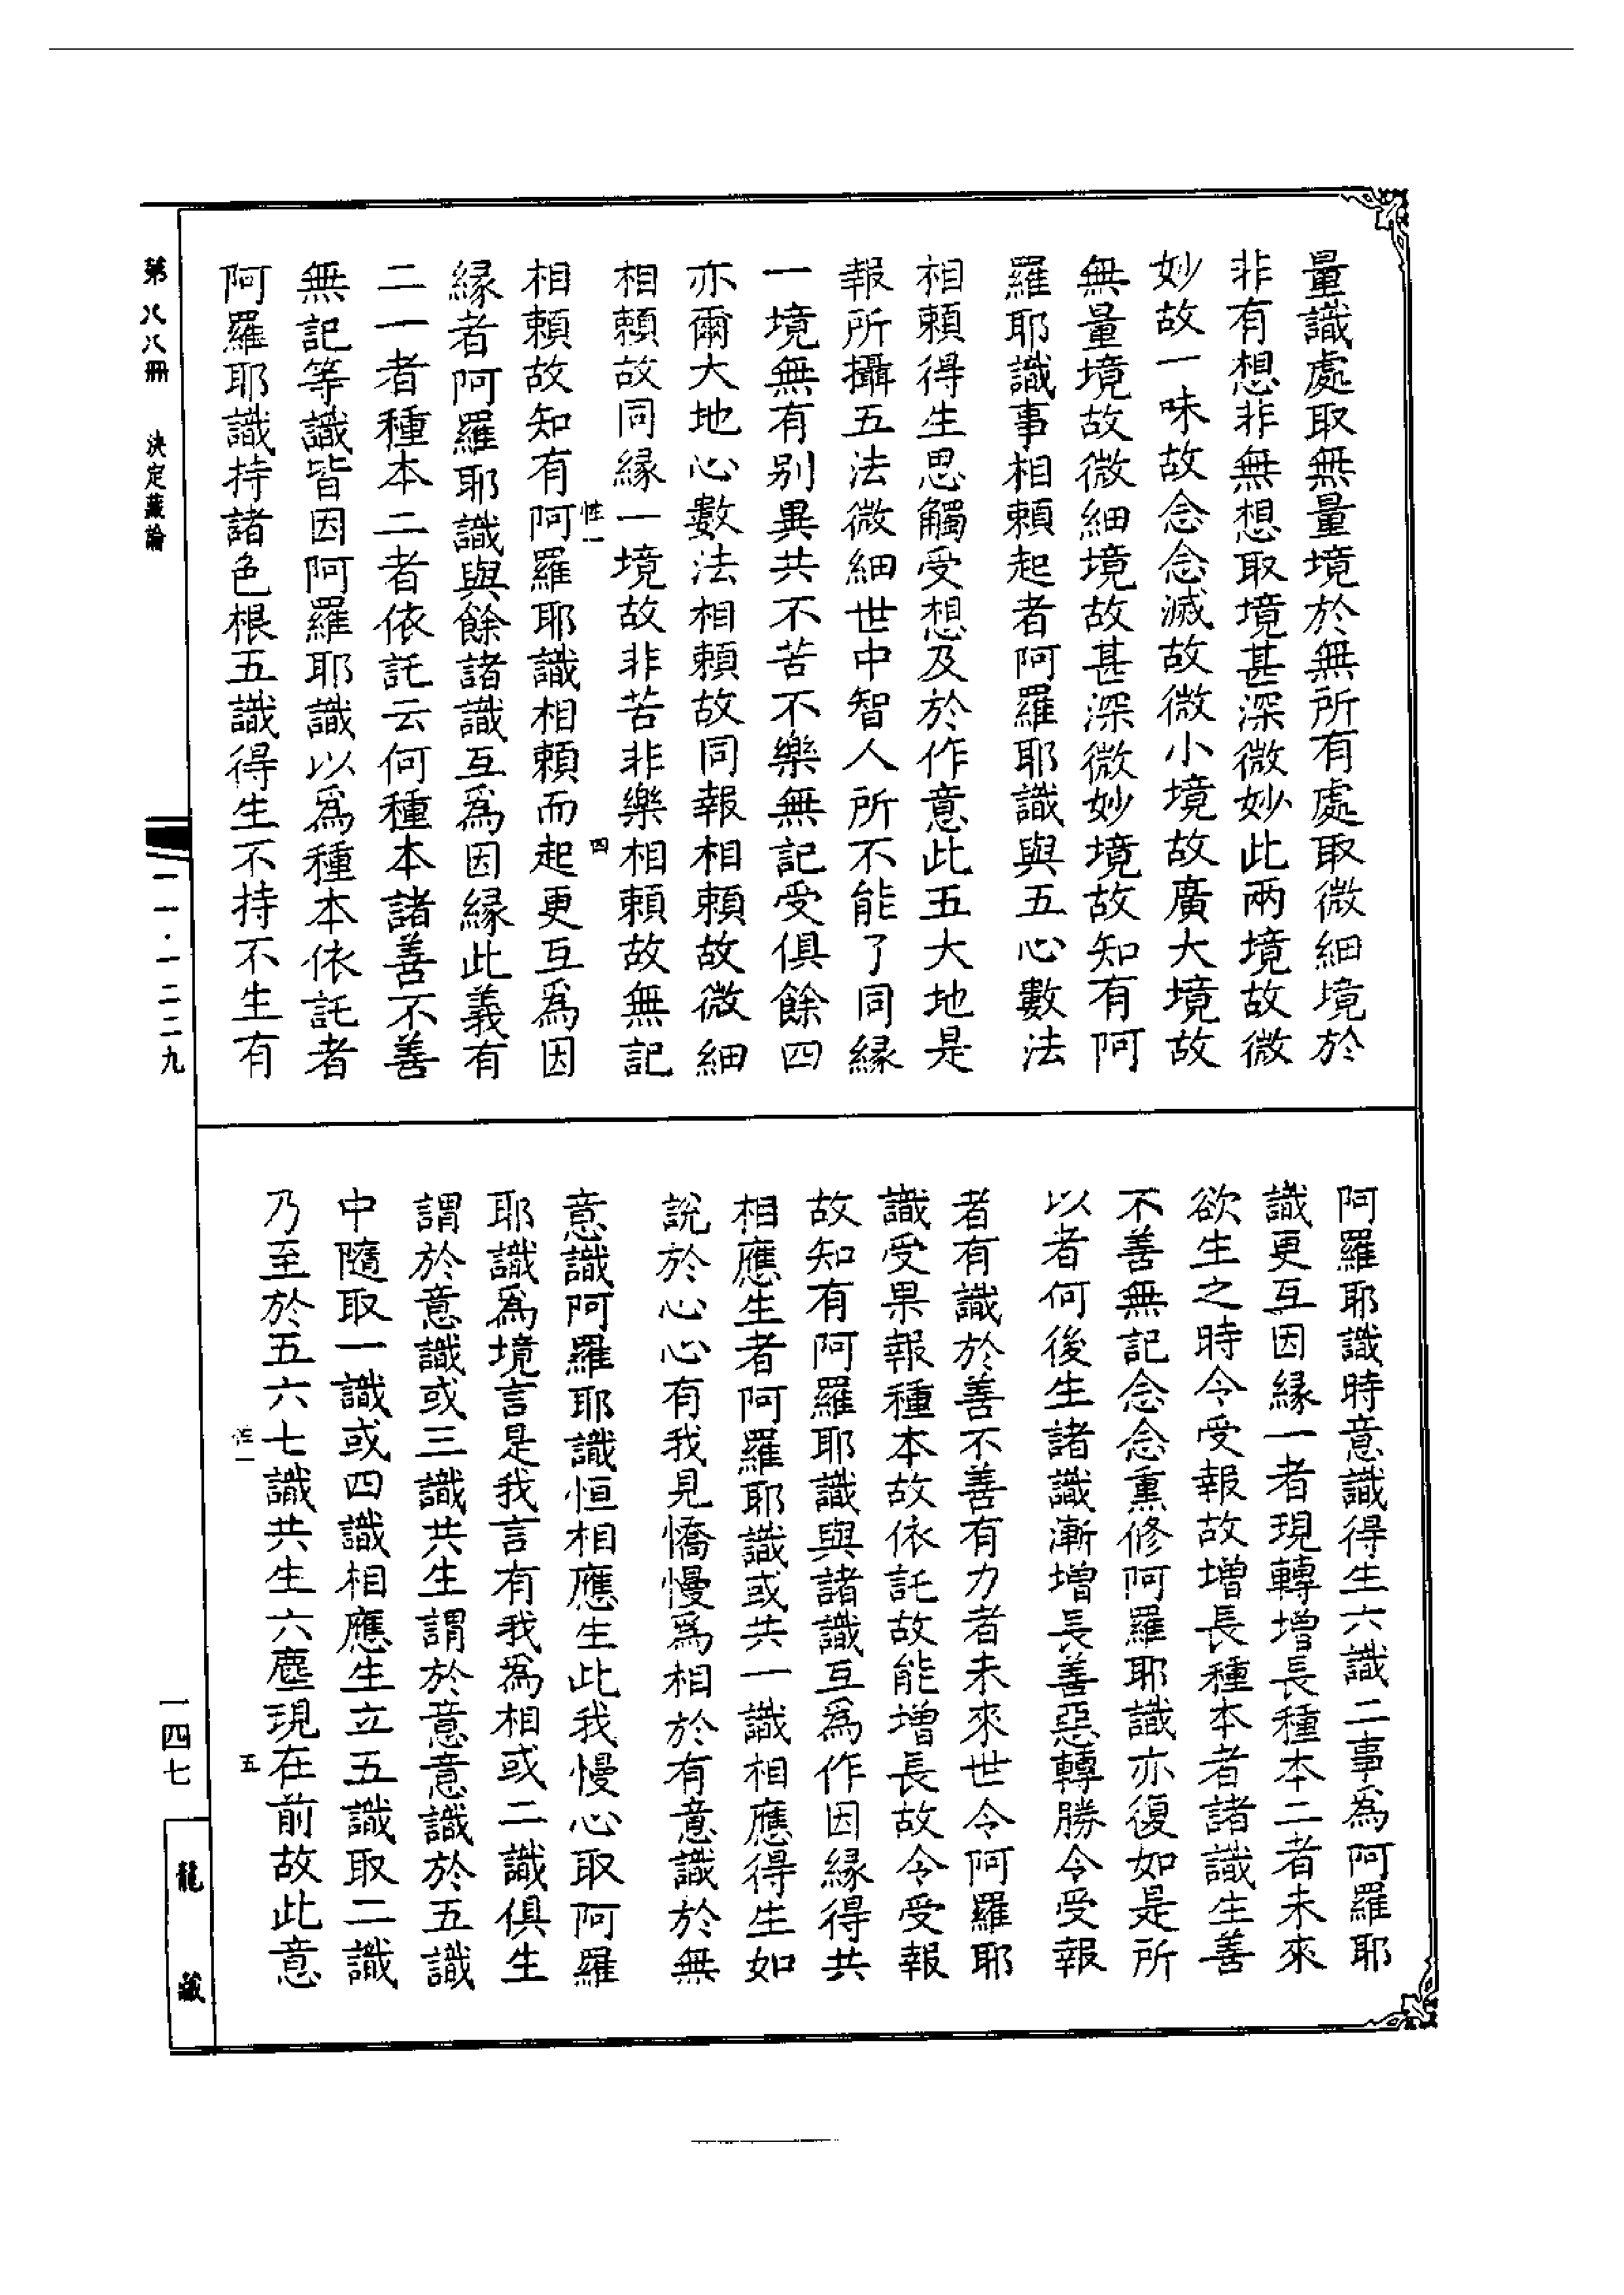 量識處取無量境於無所有處取微細境於
非有想非無想取境甚深微妙此兩境故微
妙故一味故念念滅故微小境故廣大境故
無量境故微細境故甚深微妙境故知有阿
羅耶識事相賴起者阿羅耶識與五心數法
相賴得生思觸受想及於作意此五大地是
報所攝五法微細世中智人所不能了同緣
一境無有別異共不苦不樂無記受俱餘四
亦爾大地心數法相賴故同報相賴故微細
相賴故同緣一境故非苦非樂相賴故無記
性一
四
相賴故知有阿羅耶識相賴而起更互爲因
緣者阿羅耶識與餘諸識互爲因緣此義有
二一者種本二者依託云何種本諸善不善
無記等識皆因阿羅耶識以爲種本依託者
阿羅耶識持諸色根五識得生不持不生有
阿羅耶識時意識得生六識二事爲阿羅耶
識更互因緣一者現轉增長種本二者未來
欲生之時令受報故增長種本者諸識生善
不善無記念念熏修阿羅耶識亦復如是所
以者何後生諸識漸增長善惡轉勝令受報
者有識於善不善有力者未來世令阿羅耶
識受果報種本故依託故能增長故令受報
故知有阿羅耶識與諸識互爲作因緣得共
相應生者阿羅耶識或共一識相應得生如
說於心心有我見憍慢爲相於有意識於無
意識阿羅耶識恒相應生此我慢心取阿羅
耶識爲境言是我言有我爲相或二識俱生
謂於意識或三識共生謂於意意識於五識
中隨取一識或四識相應生立五識取二識
乃至於五六七識共生六塵現在前故此意
性一
五
第八八冊 決定藏論
一一·一二二九
一四七
龍藏